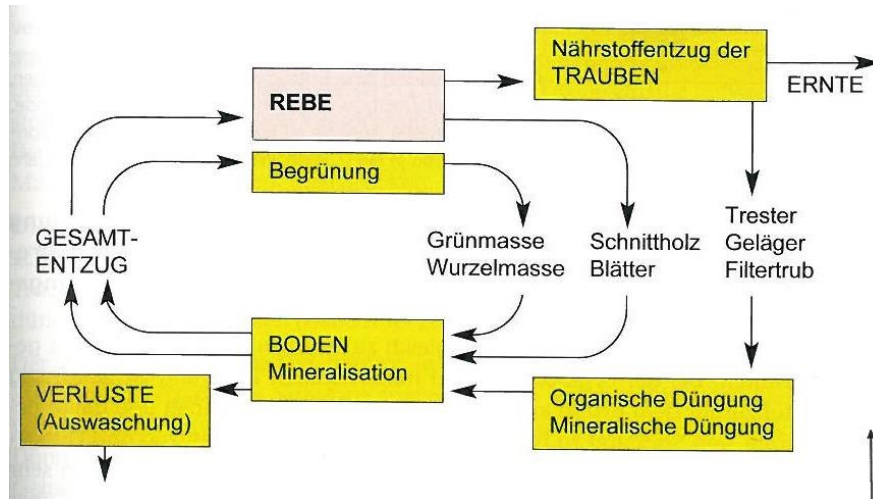 Nährstoffentzug der
TRAUBEN
ERNTE
REBE
Begrünung
GESAMT-
ENTZUG
Grünmasse
Wurzelmasse
Schnittholz
Blätter
Trester
Geläger
Filtertrub
BODEN
Mineralisation
VERLUSTE
(Auswaschung)
Organische Düngung
Mineralische Düngung